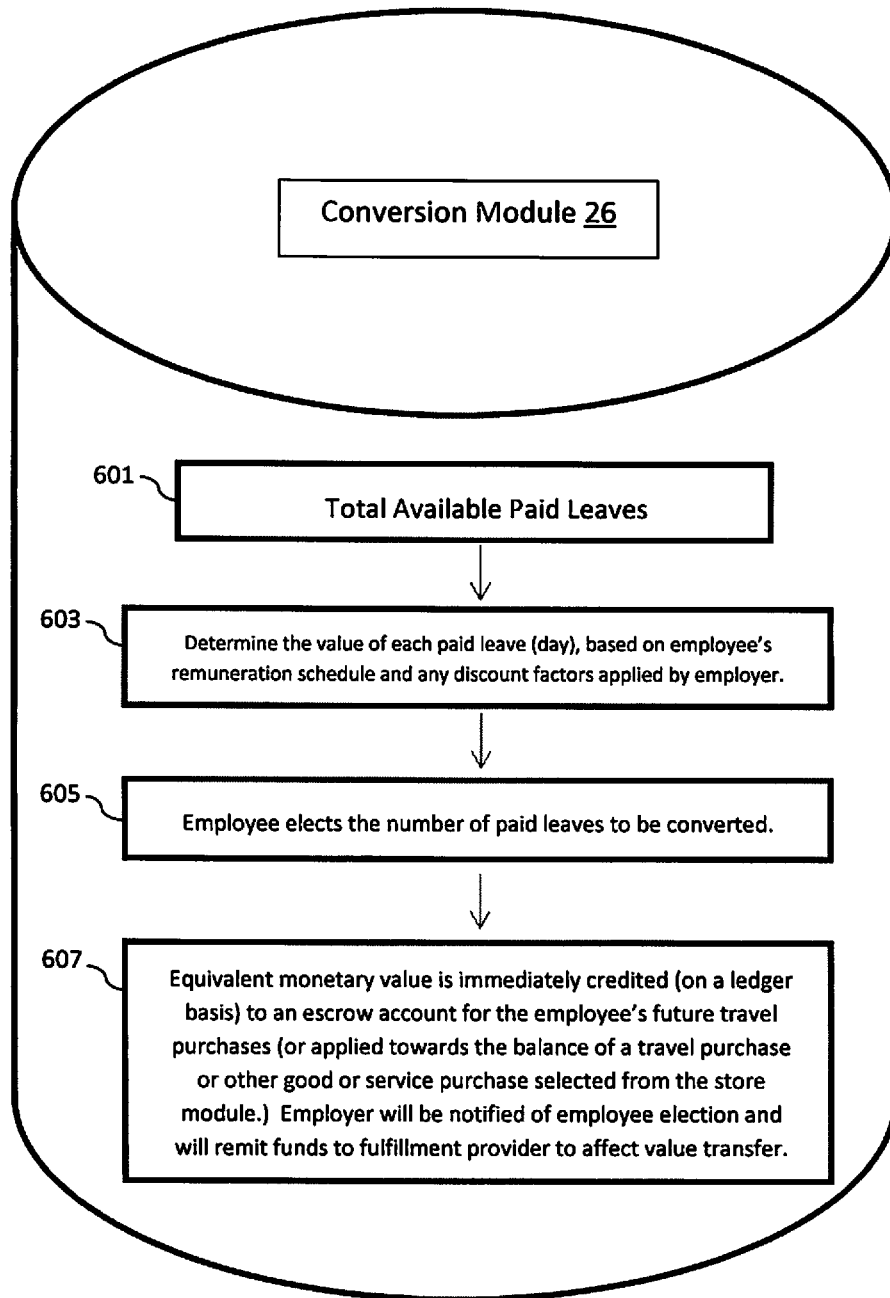 Conversion Module 26
601
Total Available Paid Leaves
603
Determine the value of each paid leave (day), based on employee's
remuneration schedule and any discount factors applied by employer.
605
Employee elects the number of paid leaves to be converted.
607
Equivalent monetary value is immediately credited (on a ledger
basis) to an escrow account for the employee's future travel
purchases (or applied towards the balance of a travel purchase
or other good or service purchase selected from the store
module.) Employer will be notified of employee election and
will remit funds to fulfillment provider to affect value transfer.